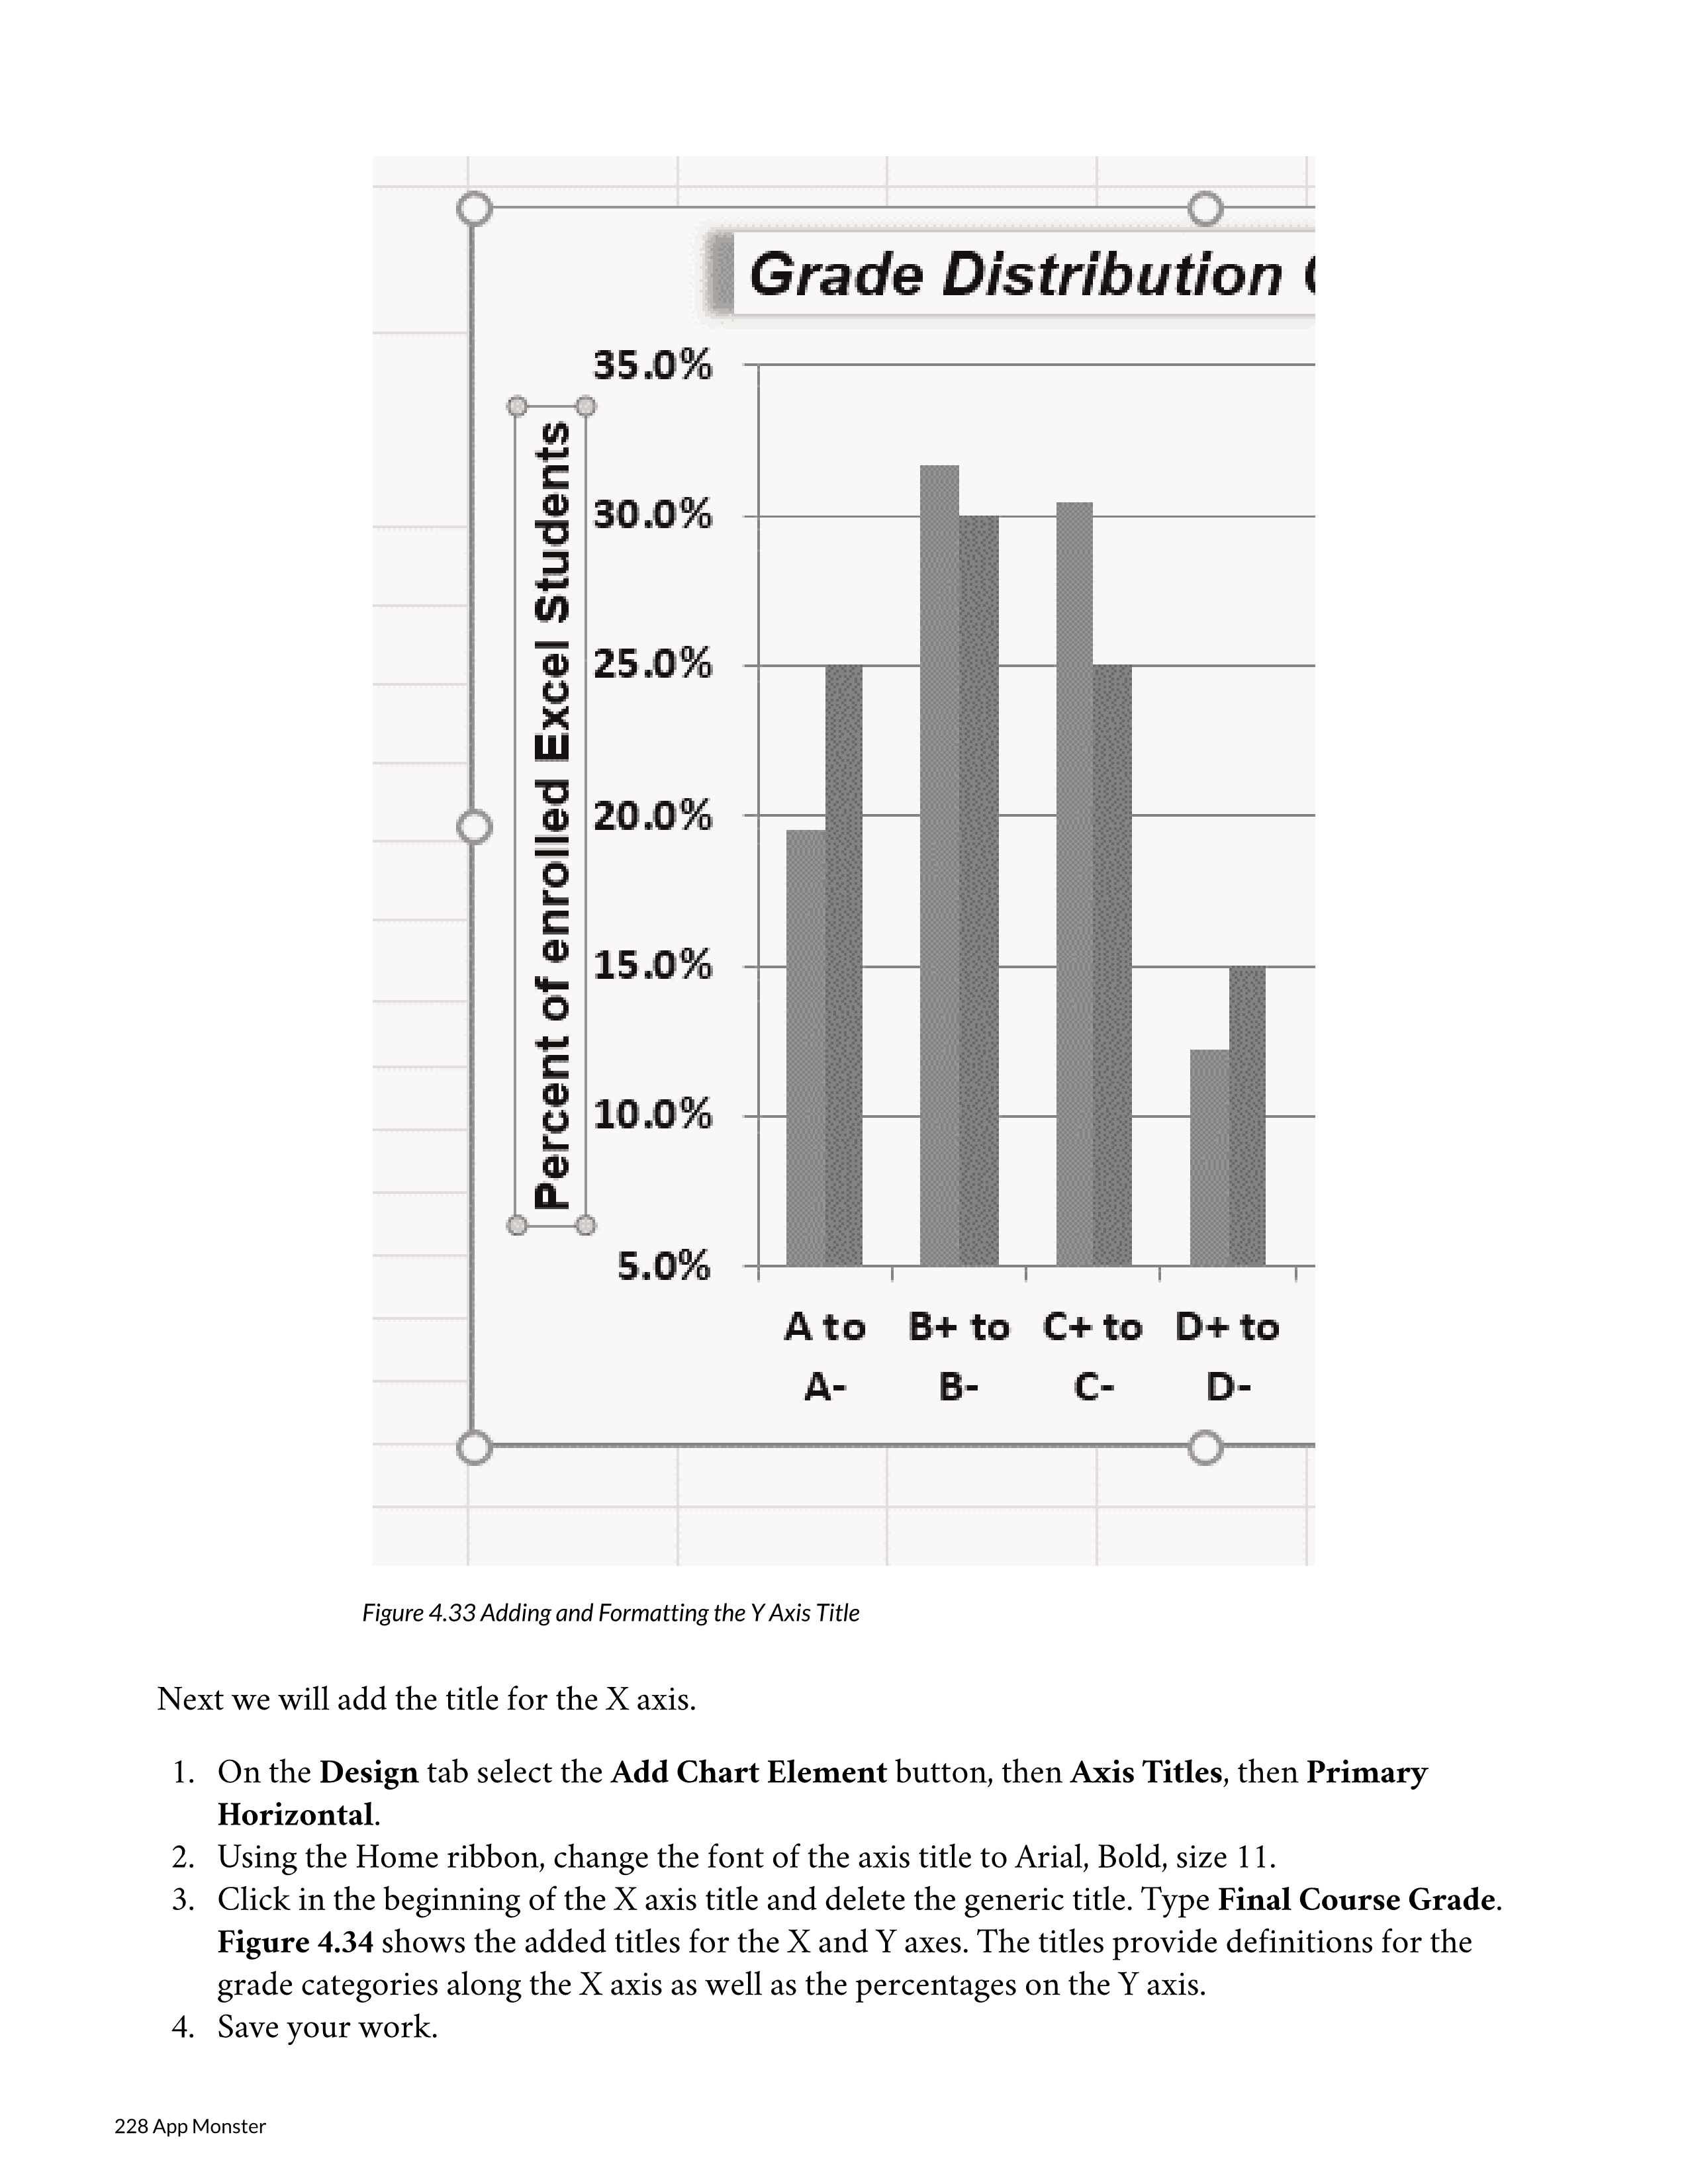 Grade Distribution
35.0%
30.0%
25.0%
20.0%
15.0%
10.0%
5.0%
Percent of enrolled Excel Students
A to B+ to C+ to D+ to
A- B- C- D-
Figure 4.33 Adding and Formatting the Y Axis Title
Next we will add the title for the X axis.
1. On the Design tab select the Add Chart Element button, then Axis Titles, then Primary
Horizontal.
2. Using the Home ribbon, change the font of the axis title to Arial, Bold, size 11.
3. Click in the beginning of the X axis title and delete the generic title. Type Final Course Grade.
Figure 4.34 shows the added titles for the X and Y axes. The titles provide definitions for the
grade categories along the X axis as well as the percentages on the Y axis.
4. Save your work.
228 App Monster